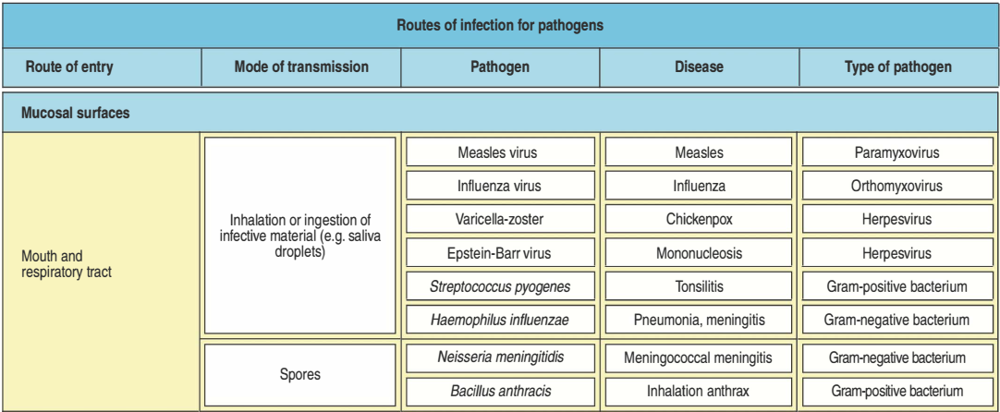 Routes of infection for pathogens
Route of entry Mode of transmission Pathogen Disease Type of pathogen
Mucosal surfaces
Mouth and
respiratory tract
Inhalation or ingestion of
infective material (e.g. saliva
droplets)
Measles virus Measles Paramyxovirus
Influenza virus Influenza Orthomyxovirus
Varicella-zoster Chickenpox Herpesvirus
Epstein-Barr virus Mononucleosis Herpesvirus
Streptococcus pyogenes Tonsilitis Gram-positive bacterium
Haemophilus influenzae Pneumonia, meningitis Gram-negative bacterium
Spores
Neisseria meningitidis Meningococcal meningitis Gram-negative bacterium
Bacillus anthracis Inhalation anthrax Gram-positive bacterium